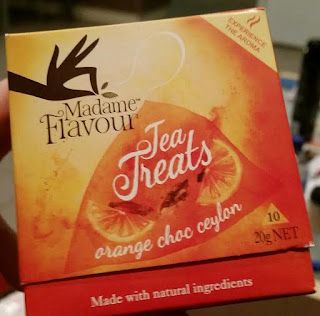 EXPERIENCE
THE AROMA
Madame
Flavour
Tea
Treats
orange choc ceylon
10
20g NET
Made with natural ingredients